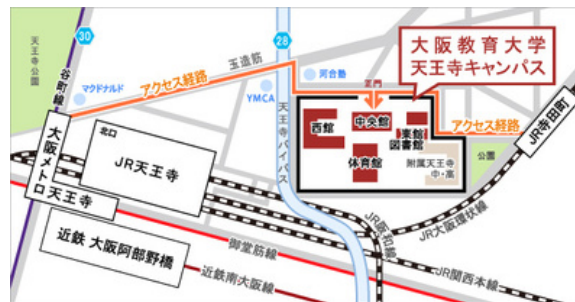 天王寺
公園
30
谷町線
マクドナルド
玉造筋
アクセス経路
28
YMCA
河合塾
正門
大阪教育大学
天王寺キャンパス
西館
中央館
東館
図書館
体育館
附属天王寺
中・高
アクセス経路
公園
JR寺田町
大阪メトロ
天王寺
北口
JR天王寺
天王寺バイパス
近鉄 大阪阿部野橋
御堂筋線
近鉄南大阪線
JR阪和線
JR大阪環状線
JR関西本線